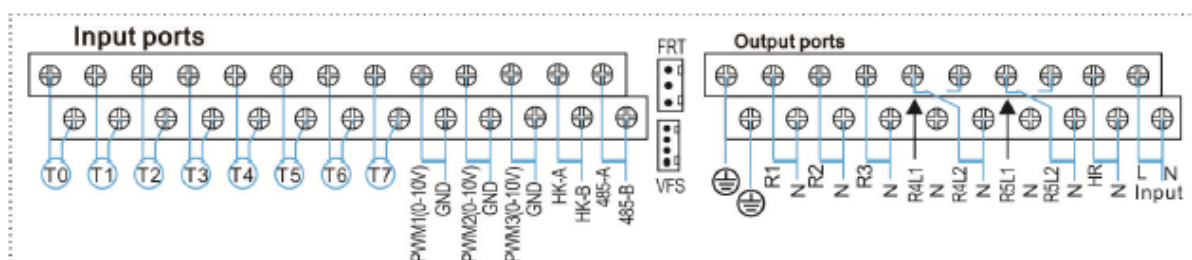 Input ports
FRT
Output ports
T0
T1
T2
T3
T4
T5
T6
T7
PWM1(0-10V)
GND
PWM2(0-10V)
GND
PWM3(0-10V)
GND
HK-A
HK-B
485-A
485-B
VFS
R1
N
R2
N
R3
N
R4L1
N
R4L2
N
R5L1
N
R5L2
N
HR
N
L N
Input